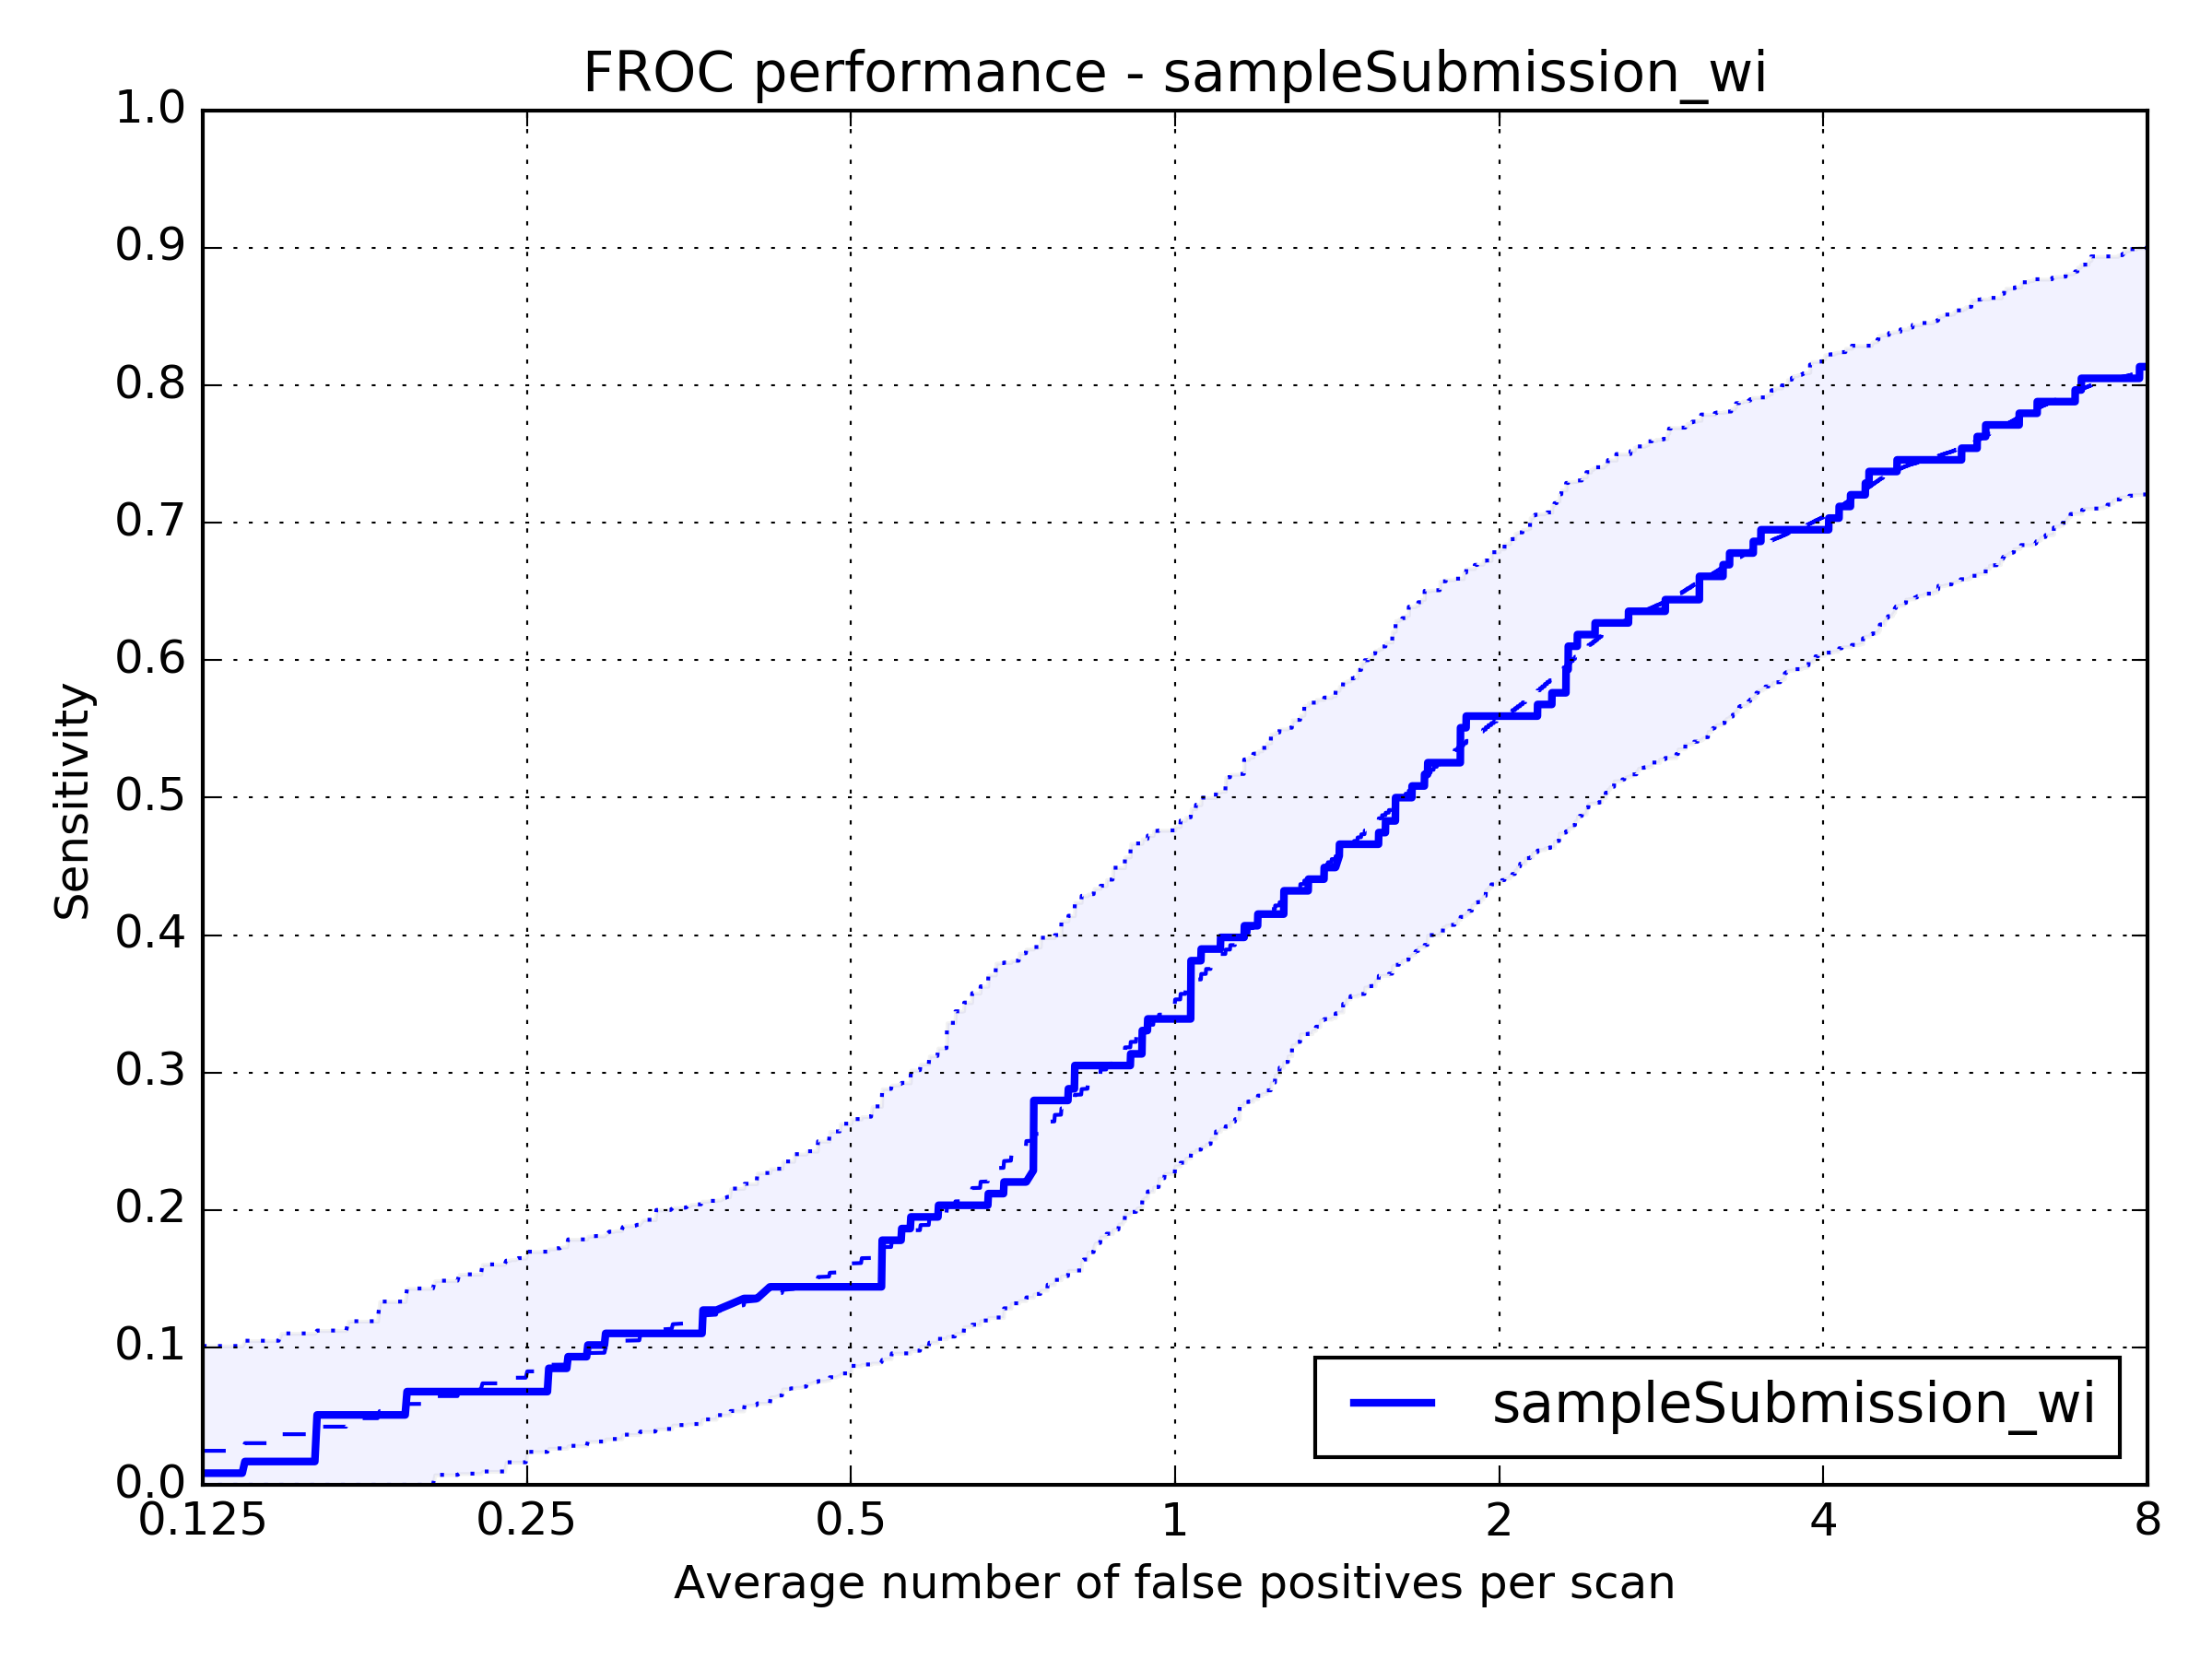 FROC performance - sampleSubmission_wi
1.0
0.9
0.8
0.7
0.6
0.5
0.4
0.3
0.2
0.1
0.0
Sensitivity
sampleSubmission_wi
0.125 0.25 0.5 1 2 4 8
Average number of false positives per scan